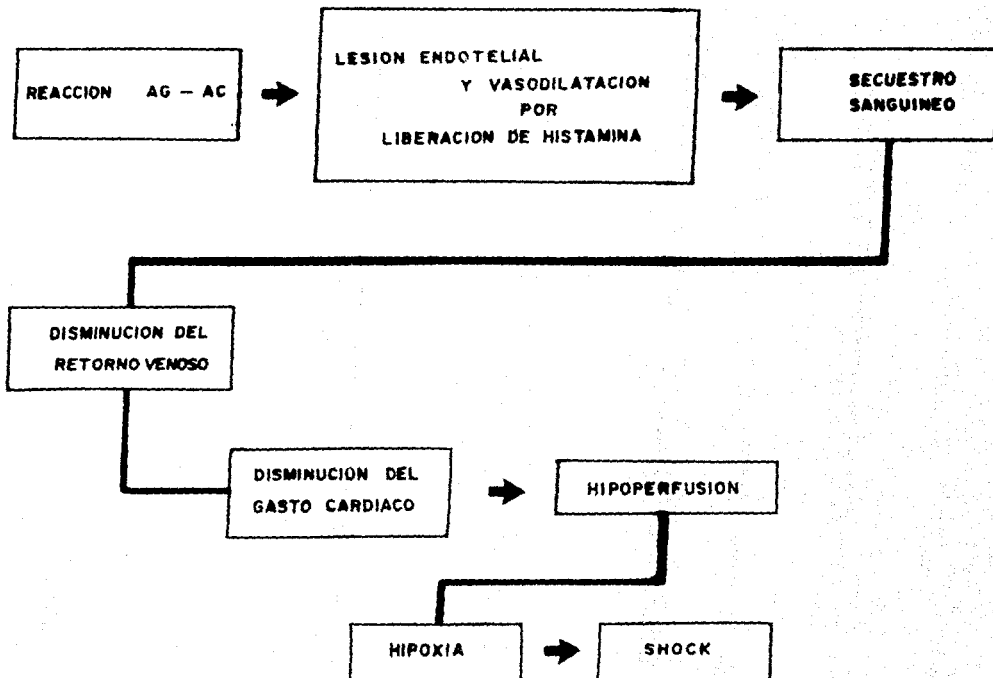 REACCION AG - AC
LESION ENDOTELIAL
Y VASODILATACION
POR
LIBERACION DE HISTAMINA
SECUESTRO
SANGUINEO
DISMINUCION DEL
RETORNO VENOSO
DISMINUCION DEL
GASTO CARDIACO
HIPOPERFUSION
HIPOXIA
SHOCK